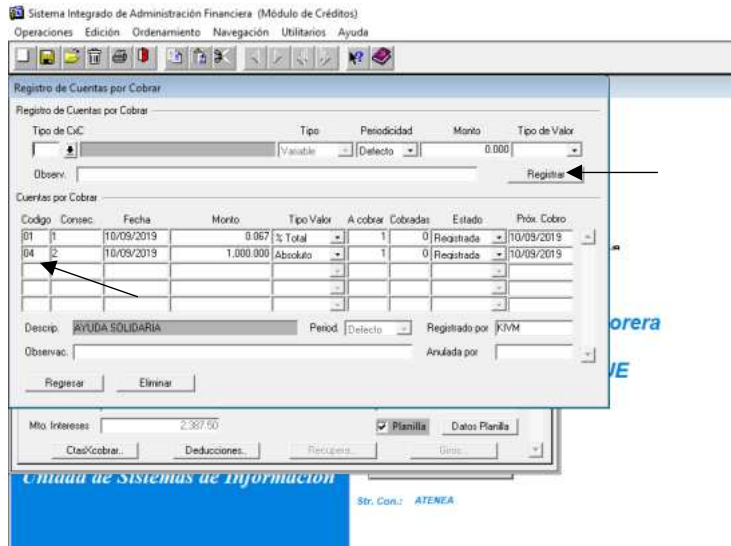 Sistema Integrado de Administración Financiera (Módulo de Créditos)
Operaciones Edición Ordenamiento Navegación Utilitarios Ayuda
Registro de Cuentas por Cobrar
Registro de Cuentas por Cobrar
Tipo de CxC Tipo Periodicidad Monto Tipo de Valor
Variable Defecto 0.000
Observ. Registrar
Cuentas por Cobrar
Codigo Consec. Fecha Monto Tipo Valor A cobrar Cobradas Estado Próx. Cobro
01 1 10/09/2019 0.067 % Total 1 0 Registrada 10/09/2019
04 2 10/09/2019 1,000.000 Absoluto 1 0 Registrada 10/09/2019
Descrip. AYUDA SOLIDARIA Period. Defecto Registrado por KIVM
Observac. Anulada por
Regresar Eliminar
orera
UE
Mto. Intereses 2,387.50 Planilla Datos Planilla
CtasXcobrar.. Deducciones.. Recupera.. Giros..
Unidad de Sistemas de Información
Str. Con.: ATENEA